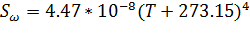 S_ω = 4.47 * 10⁻⁸(T + 273.15)⁴